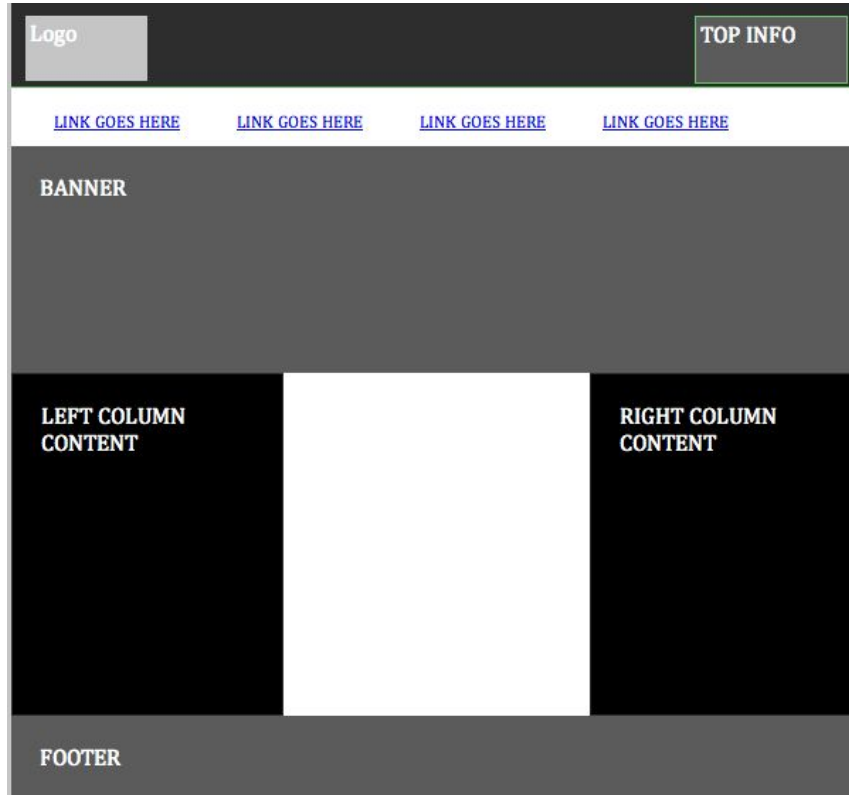 Logo
TOP INFO
LINK GOES HERE LINK GOES HERE LINK GOES HERE LINK GOES HERE
BANNER
LEFT COLUMN
CONTENT
RIGHT COLUMN
CONTENT
FOOTER